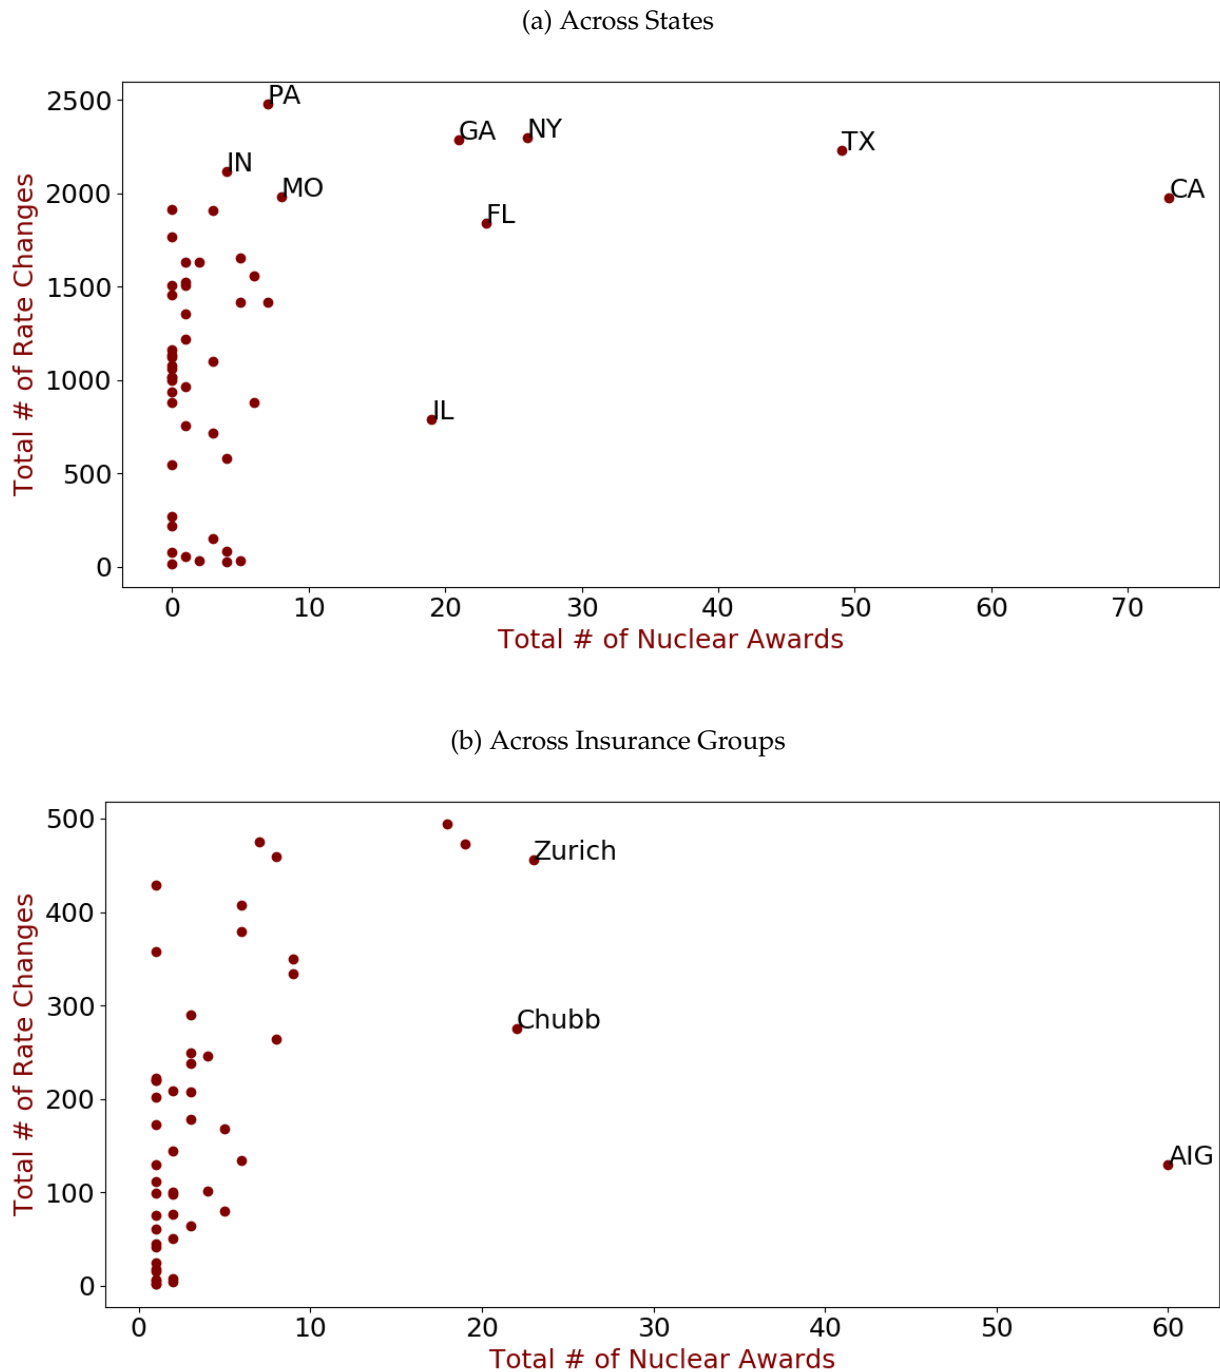 (a) Across States
2500
2000
1500
1000
500
0
Total # of Rate Changes
PA
GA
NY
TX
IN
MO
CA
FL
IL
0 10 20 30 40 50 60 70
Total # of Nuclear Awards
(b) Across Insurance Groups
500
400
300
200
100
0
Total # of Rate Changes
Zurich
Chubb
AIG
0 10 20 30 40 50 60
Total # of Nuclear Awards